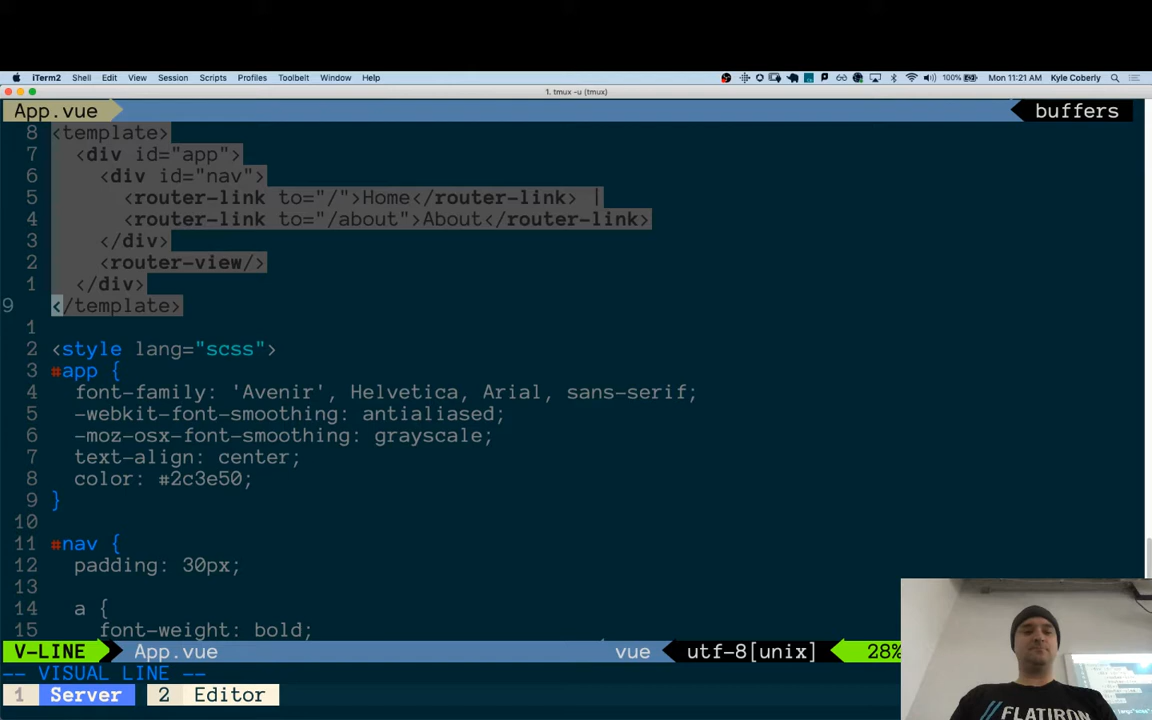 iTerm2 Shell Edit View Session Scripts Profiles Toolbelt Window Help 100% Mon 11:21 AM Kyle Coberly
1. tmux -u (tmux)
App.vue buffers
8 <template>
7 <div id="app">
6 <div id="nav">
5 <router-link to="/">Home</router-link> |
4 <router-link to="/about">About</router-link>
3 </div>
2 <router-view/>
1 </div>
9 </template>
1
2 <style lang="scss">
3 #app {
4 font-family: 'Avenir', Helvetica, Arial, sans-serif;
5 -webkit-font-smoothing: antialiased;
6 -moz-osx-font-smoothing: grayscale;
7 text-align: center;
8 color: #2c3e50;
9 }
10
11 #nav {
12 padding: 30px;
13
14 a {
15 font-weight: bold;
V-LINE App.vue vue utf-8[unix] 28%
-- VISUAL LINE --
1 Server 2 Editor
// FLATIRON